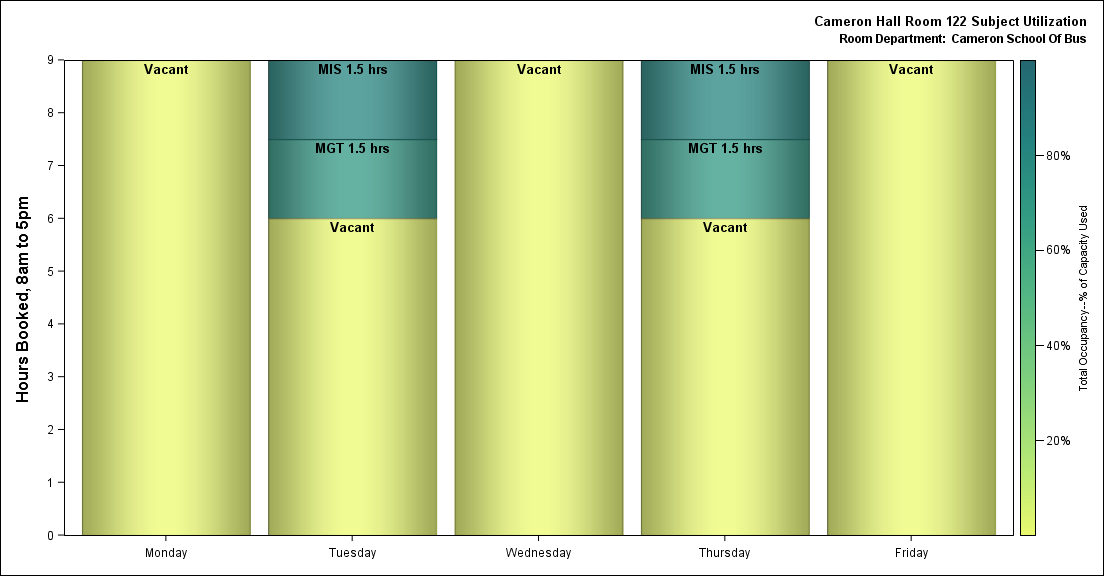 Cameron Hall Room 122 Subject Utilization
Room Department: Cameron School Of Bus
Hours Booked, 8am to 5pm
9
8
7
6
5
4
3
2
1
0
Vacant
MIS 1.5 hrs
MGT 1.5 hrs
Vacant
Vacant
MIS 1.5 hrs
MGT 1.5 hrs
Vacant
Vacant
Monday
Tuesday
Wednesday
Thursday
Friday
80%
60%
40%
20%
Total Occupancy--% of Capacity Used